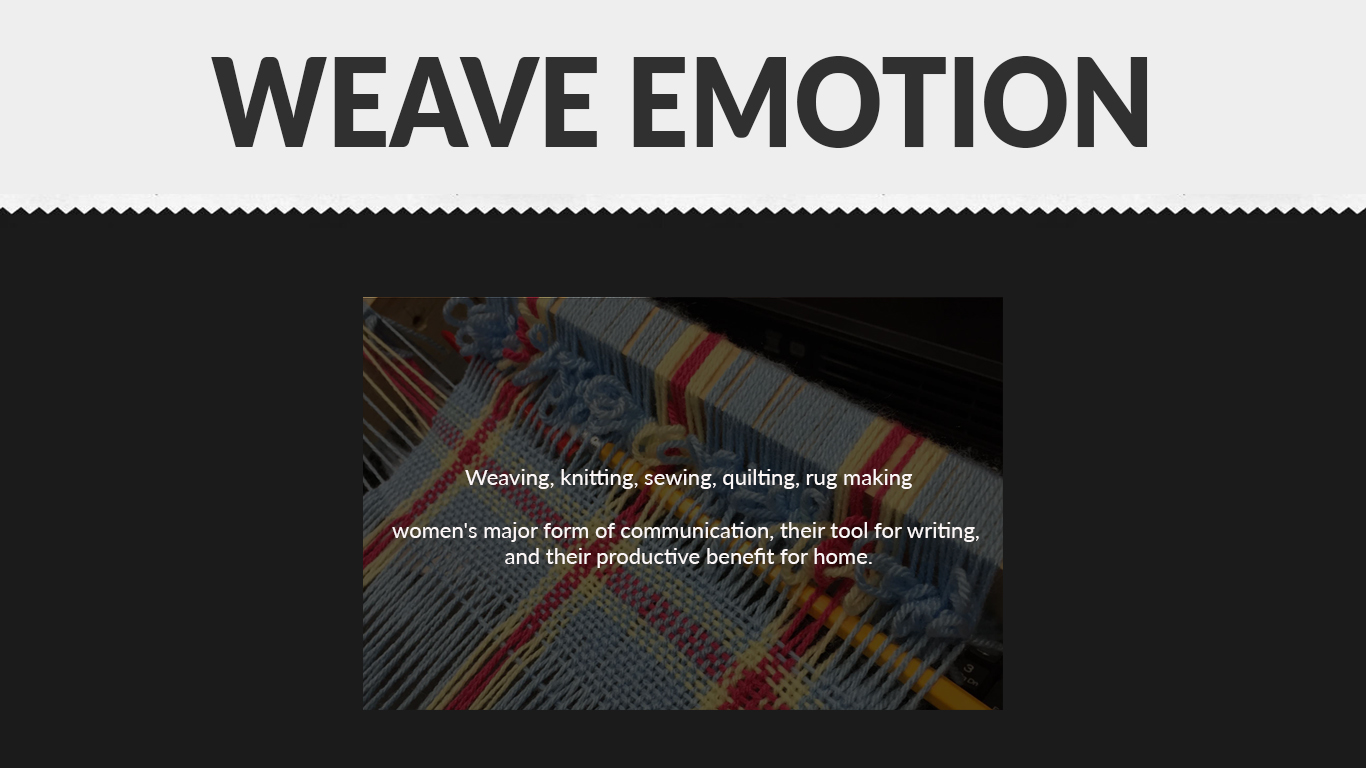 WEAVE EMOTION
Weaving, knitting, sewing, quilting, rug making
women's major form of communication, their tool for writing,
and their productive benefit for home.
3